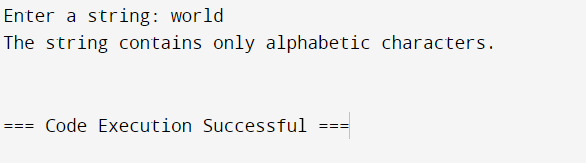 Enter a string: world
The string contains only alphabetic characters.
=== Code Execution Successful ===